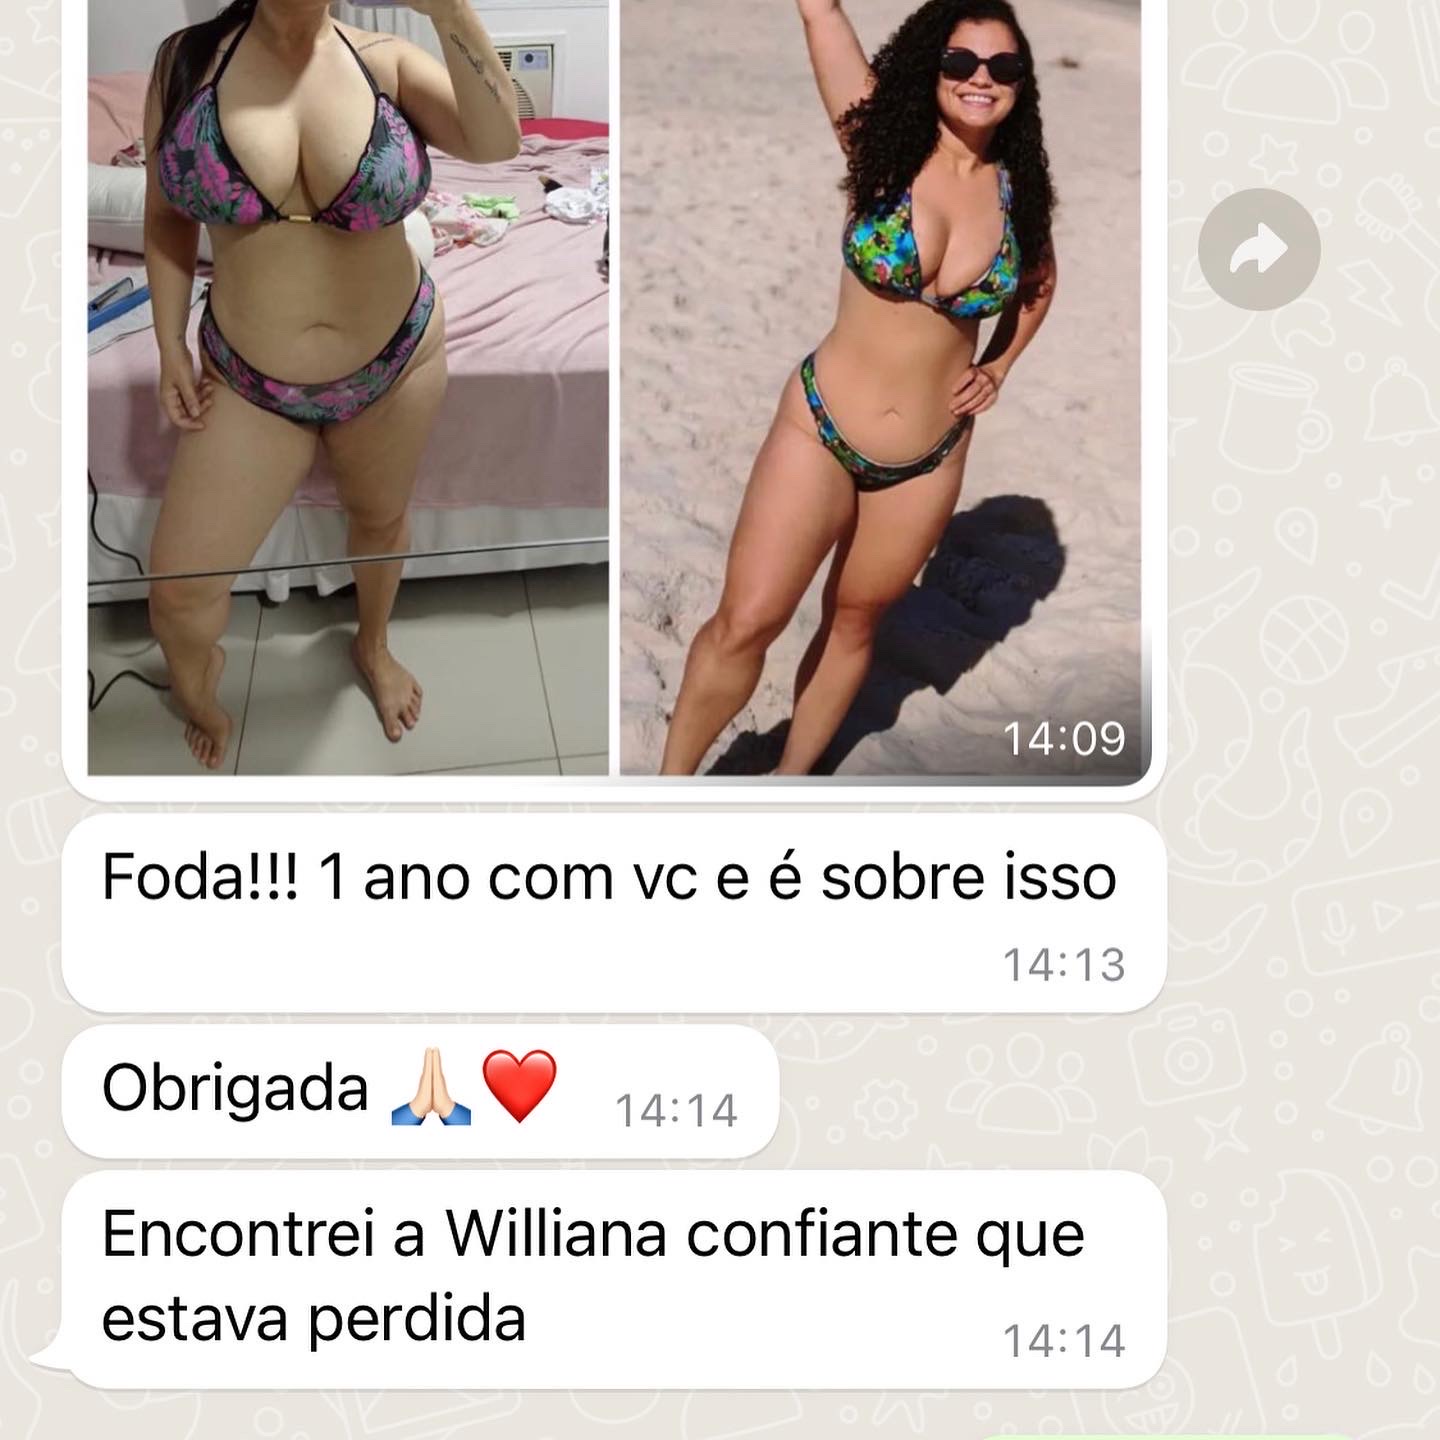 14:09
Foda!!! 1 ano com vc e é sobre isso
14:13
Obrigada 🙏🏻❤️ 14:14
Encontrei a Williana confiante que
estava perdida
14:14